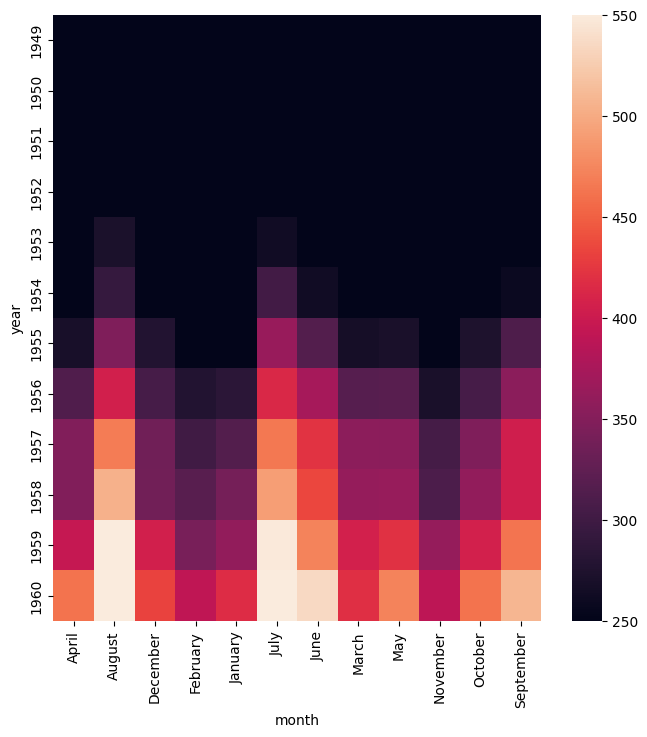 year
1949
1950
1951
1952
1953
1954
1955
1956
1957
1958
1959
1960
April
August
December
February
January
July
June
March
May
November
October
September
month
550
500
450
400
350
300
250